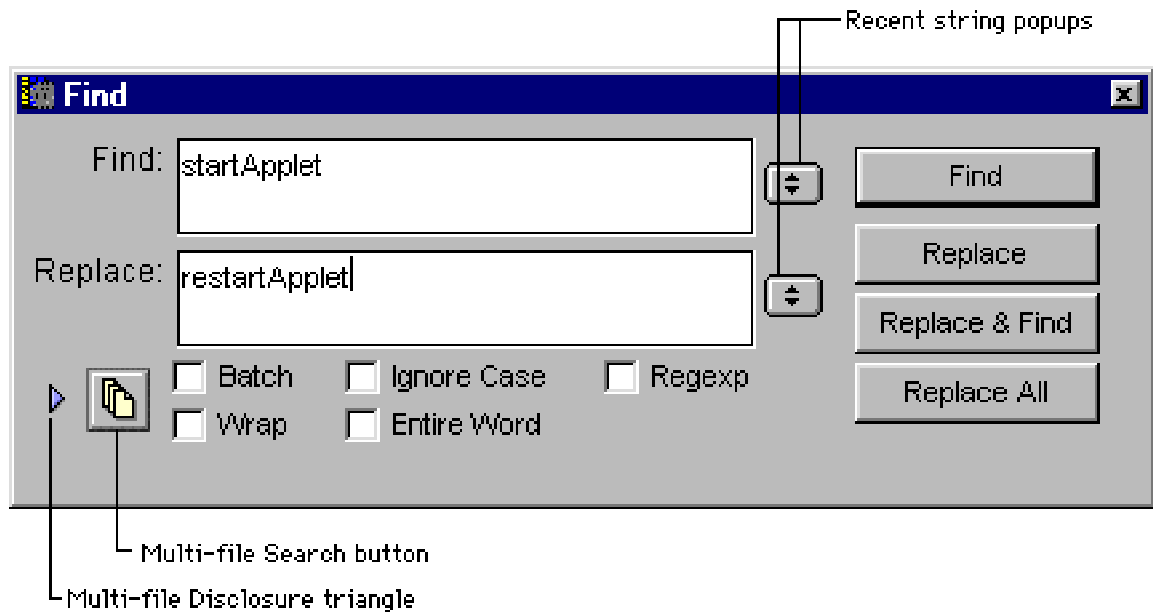 Recent string popups
Find
Find:
startApplet
Find
Replace:
restartApplet
Replace
Replace & Find
Replace All
Batch
Ignore Case
Regexp
Wrap
Entire Word
Multi-file Search button
Multi-file Disclosure triangle